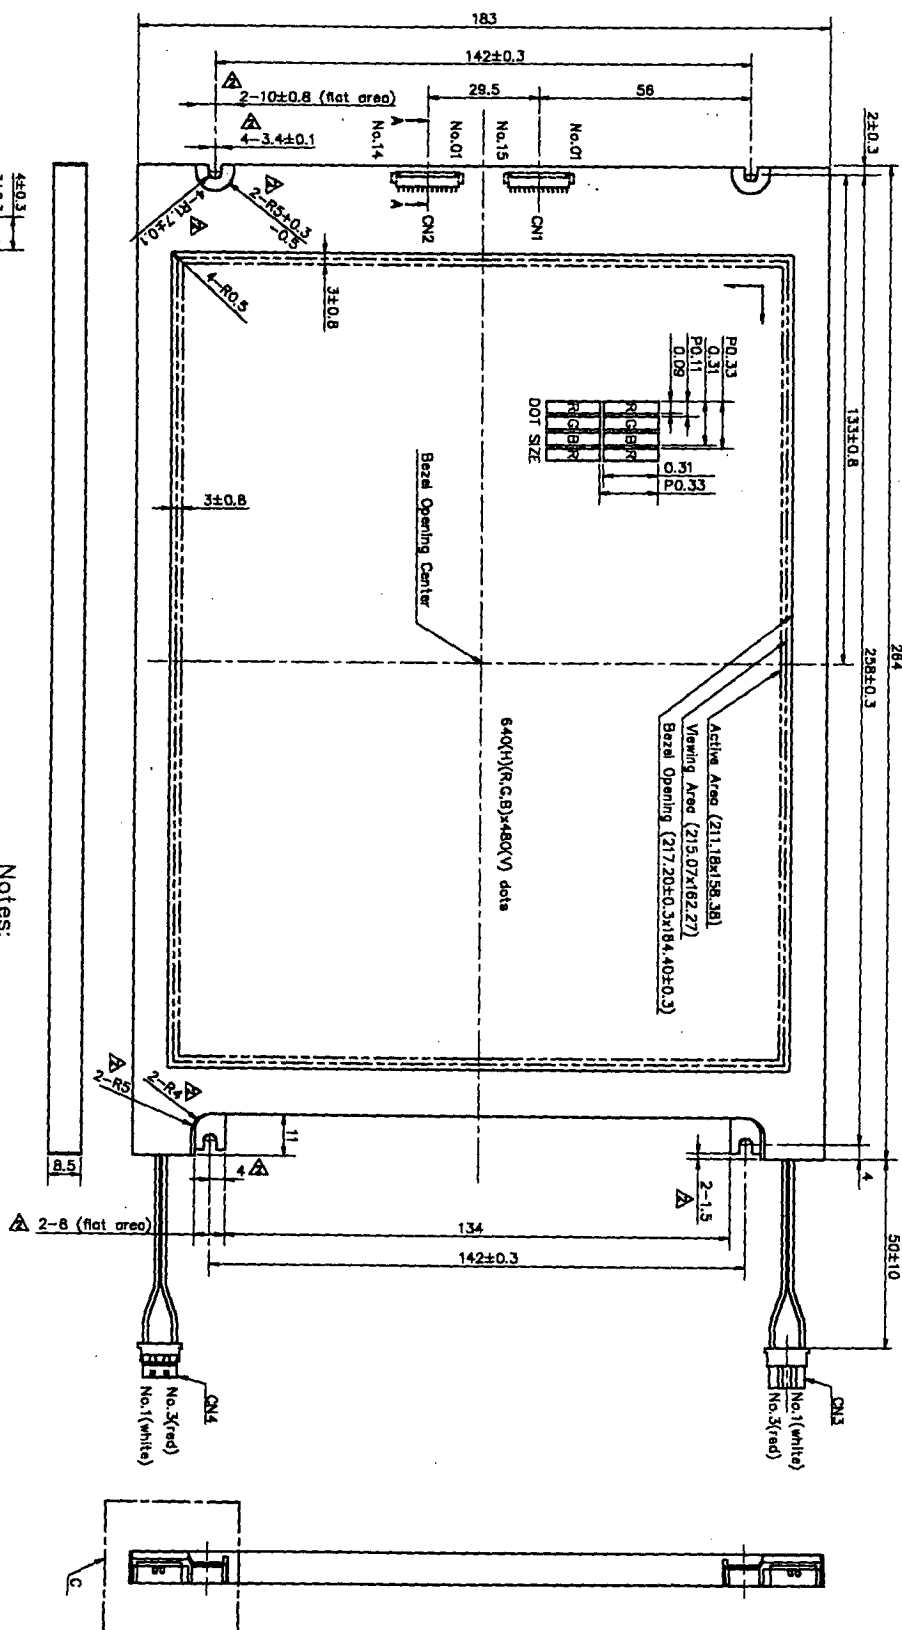 183
142±0.3
29.5
56
2-10±0.8 (flat area)
4-3.4±0.1
2±0.3
No.14
No.01
No.15
No.01
CN2
CN1
A
A
4-R1.7±0.1
2-R5+0.3
-0.5
4-R0.5
3±0.8
3±0.8
133±0.8
264
258±0.3
P0.33
0.31
P0.11
0.09
R G B R
R G B R
DOT SIZE
0.31
P0.33
Bezel Opening Center
640(H)(R,G,B)x480(V) dots
Active Area (211.18x158.38)
Viewing Area (215.07x162.27)
Bezel Opening (217.20±0.3x164.40±0.3)
4±0.3
Notes:
8.5
2-R5
2-R4
11
4
2-8 (flat area)
134
142±0.3
2-1.5
4
50±10
CN4
No.3(red)
No.1(white)
CN3
No.1(white)
No.3(red)
C